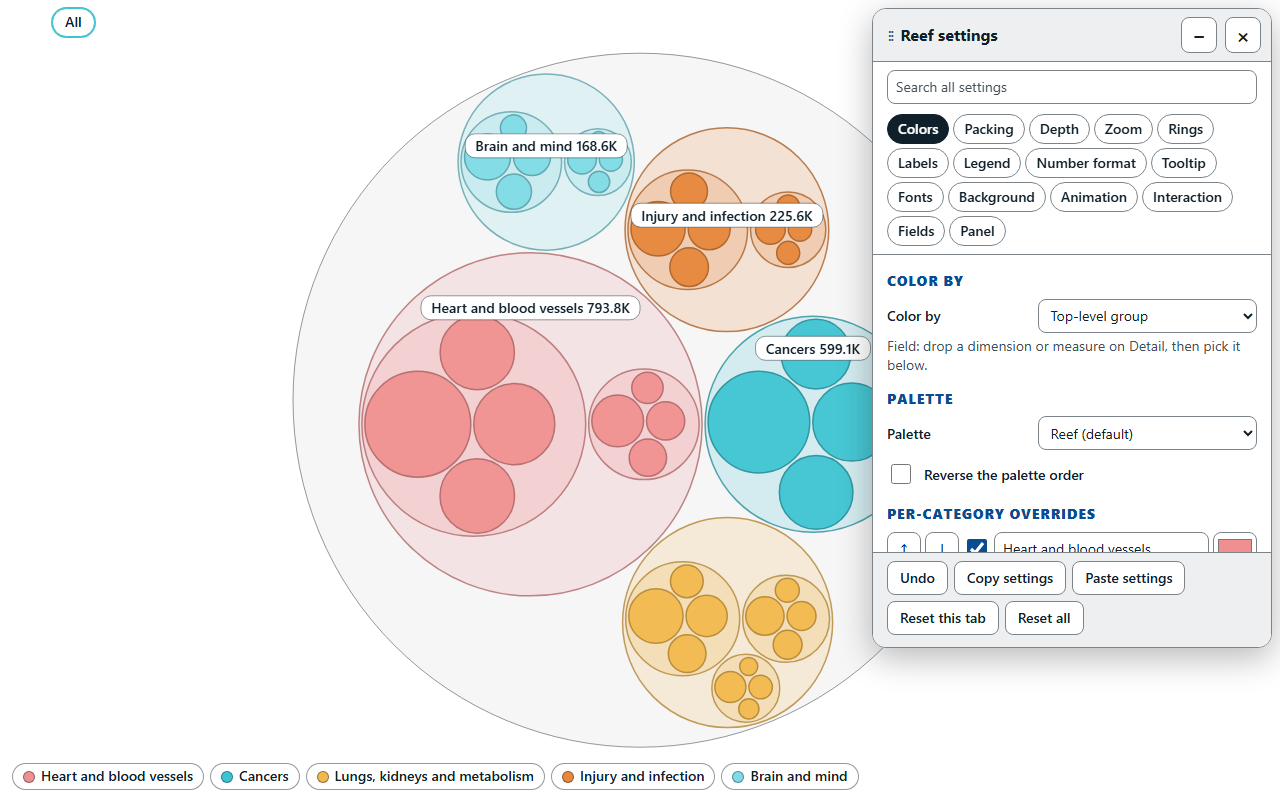 All
Brain and mind 168.6K
Injury and infection 225.6K
Heart and blood vessels 793.8K
Cancers 599.1K
Heart and blood vessels
Cancers
Lungs, kidneys and metabolism
Injury and infection
Brain and mind
Reef settings
Search all settings
Colors Packing Depth Zoom Rings
Labels Legend Number format Tooltip
Fonts Background Animation Interaction
Fields Panel
COLOR BY
Color by Top-level group
Field: drop a dimension or measure on Detail, then pick it
below.
PALETTE
Palette Reef (default)
Reverse the palette order
PER-CATEGORY OVERRIDES
Heart and blood vessels
Undo Copy settings Paste settings
Reset this tab Reset all